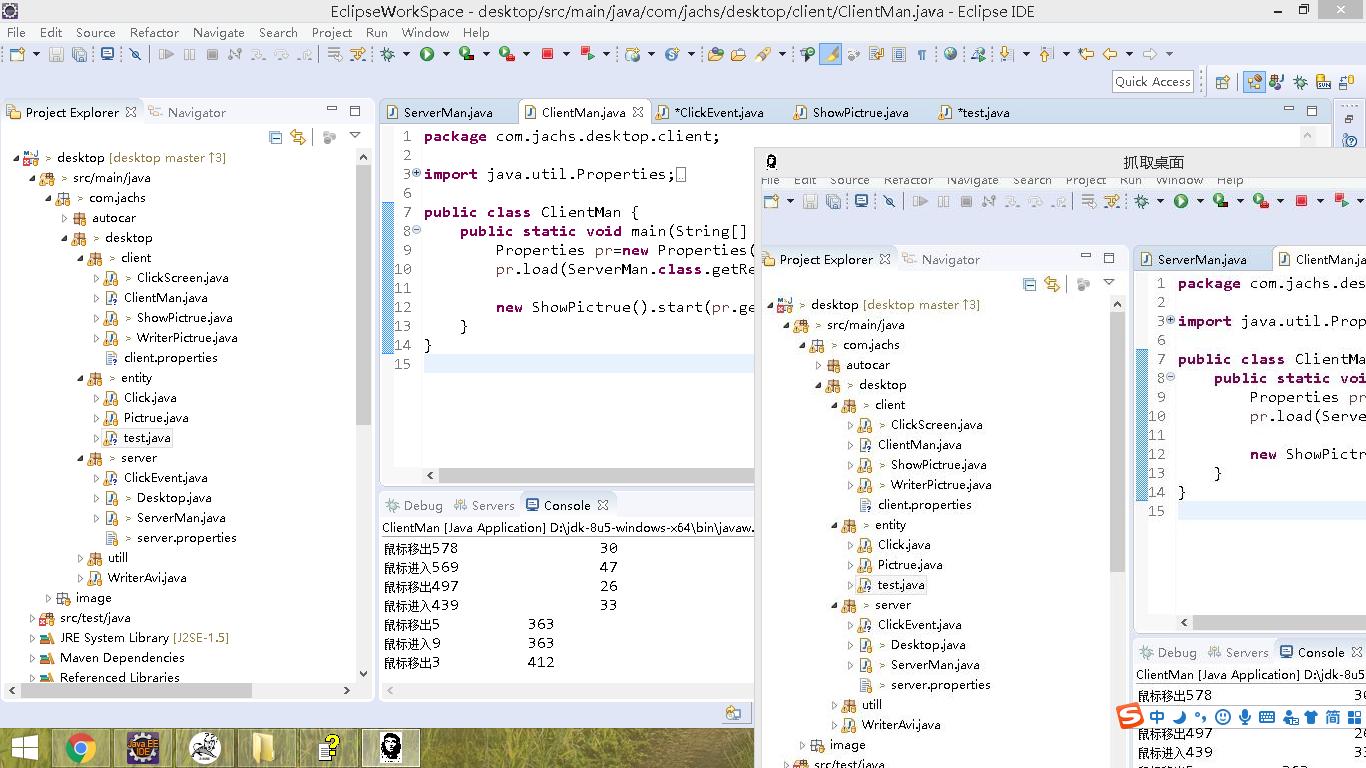 EclipseWorkSpace - desktop/src/main/java/com/jachs/desktop/client/ClientMan.java - Eclipse IDE
File Edit Source Refactor Navigate Search Project Run Window Help
Quick Access
Project Explorer Navigator
> desktop [desktop master ↑3]
> src/main/java
> com.jachs
autocar
> desktop
> client
> ClickScreen.java
ClientMan.java
> ShowPictrue.java
> WriterPictrue.java
client.properties
> entity
Click.java
Pictrue.java
test.java
> server
ClickEvent.java
> Desktop.java
> ServerMan.java
> server.properties
utill
WriterAvi.java
image
src/test/java
JRE System Library [J2SE-1.5]
Maven Dependencies
Referenced Libraries
ServerMan.java ClientMan.java *ClickEvent.java ShowPictrue.java *test.java
1 package com.jachs.desktop.client;
2
3 import java.util.Properties;
7 public class ClientMan {
8 public static void main(String[]
9 Properties pr=new Properties(
10 pr.load(ServerMan.class.getRe
11
12 new ShowPictrue().start(pr.ge
13 }
14 }
15
Debug Servers Console
ClientMan [Java Application] D:\jdk-8u5-windows-x64\bin\javaw.
鼠标移出578 30
鼠标进入569 47
鼠标移出497 26
鼠标进入439 33
鼠标移出5 363
鼠标进入9 363
鼠标移出3 412
抓取桌面
File Edit Source Refactor Navigate Search Project Run Window Help
Project Explorer Navigator
> desktop [desktop master ↑3]
> src/main/java
> com.jachs
autocar
> desktop
> client
> ClickScreen.java
ClientMan.java
> ShowPictrue.java
> WriterPictrue.java
client.properties
> entity
Click.java
Pictrue.java
test.java
> server
ClickEvent.java
> Desktop.java
> ServerMan.java
> server.properties
utill
WriterAvi.java
image
src/test/java
ServerMan.java ClientMan.ja
1 package com.jachs.des
2
3 import java.util.Prop
7 public class ClientMa
8 public static voi
9 Properties pr
10 pr.load(Serve
11
12 new ShowPictr
13 }
14 }
15
Debug Servers Console
ClientMan [Java Application] D:\jdk-8u5
鼠标移出578 30
中 简
鼠标移出497 26
鼠标进入439 33
Java EE
IDE